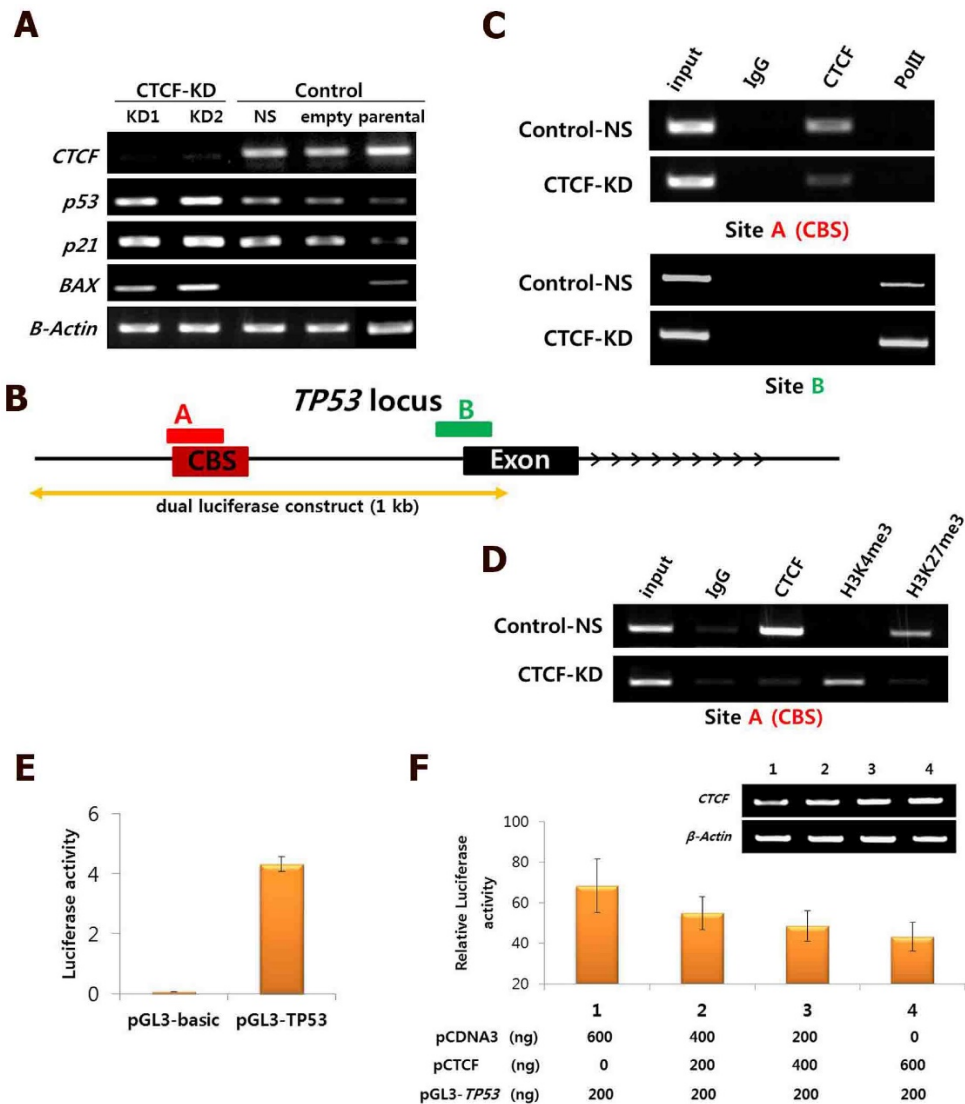 A
CTCF-KD Control
KD1 KD2 NS empty parental
CTCF
p53
p21
BAX
B-Actin
C
input IgG CTCF PolII
Control-NS
CTCF-KD
Site A (CBS)
Control-NS
CTCF-KD
Site B
B
TP53 locus
A
B
CBS
Exon
dual luciferase construct (1 kb)
D
input IgG CTCF H3K4me3 H3K27me3
Control-NS
CTCF-KD
Site A (CBS)
E
Luciferase activity
6
4
2
0
pGL3-basic pGL3-TP53
F
1 2 3 4
CTCF
β-Actin
Relative Luciferase
activity
100
80
60
40
20
1 2 3 4
pCDNA3 (ng) 600 400 200 0
pCTCF (ng) 0 200 400 600
pGL3-TP53 (ng) 200 200 200 200